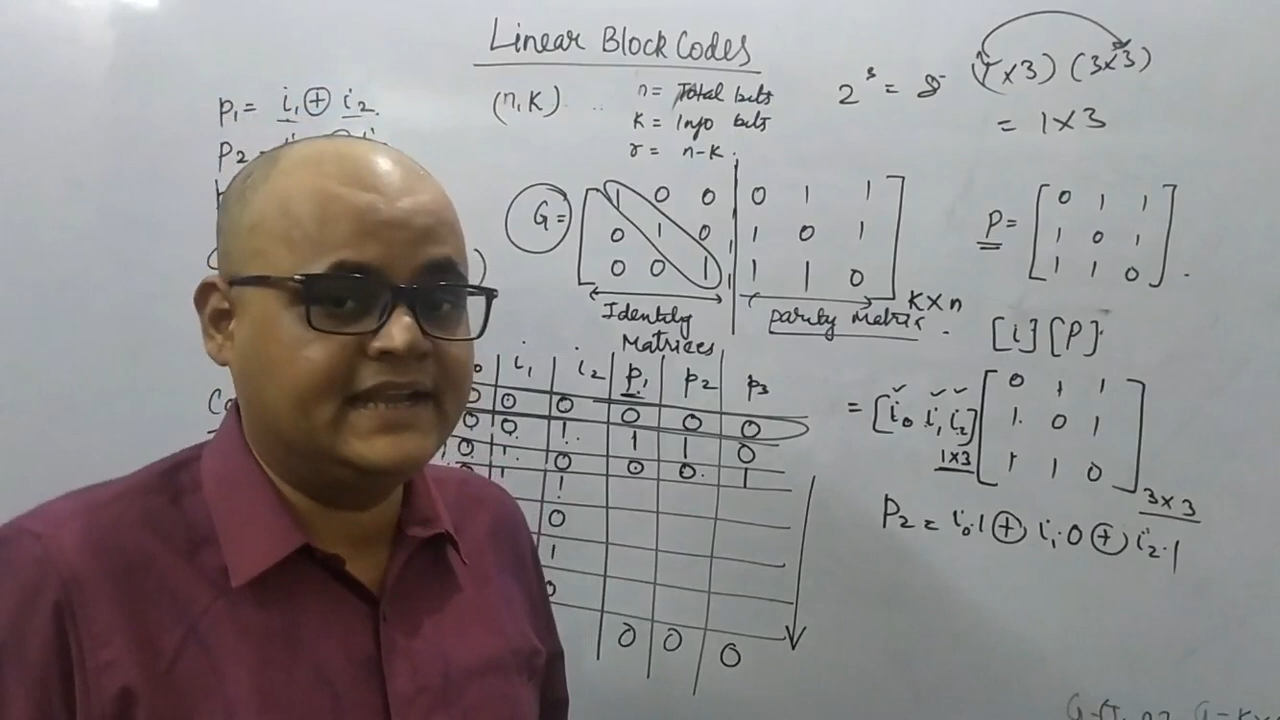 Linear Block Codes
(n, K)
n = Total bits
K = Info bits
r = n-K.
2³ = 8
(1×3) (3×3)
= 1×3
p₁ = i₁ ⊕ i₂.
p₂ =
G =
1 0 0 | 0 1 1
0 1 0 | 1 0 1
0 0 1 | 1 1 0
K×n
Identity
Matrices
parity Matrix.
P =
0 1 1
1 0 1
1 1 0
[i][P]
= [i₀ i₁ i₂]
1×3
0 1 1
1 0 1
1 1 0
3×3
P₂ = i₀.1 ⊕ i₁.0 ⊕ i₂.1
i₁ i₂ p₁ p₂ p₃
0 0 0 0 0 0
0 0 1 1 1 0
0 1 0 0 0 1
1
0
1
0
0 0 0